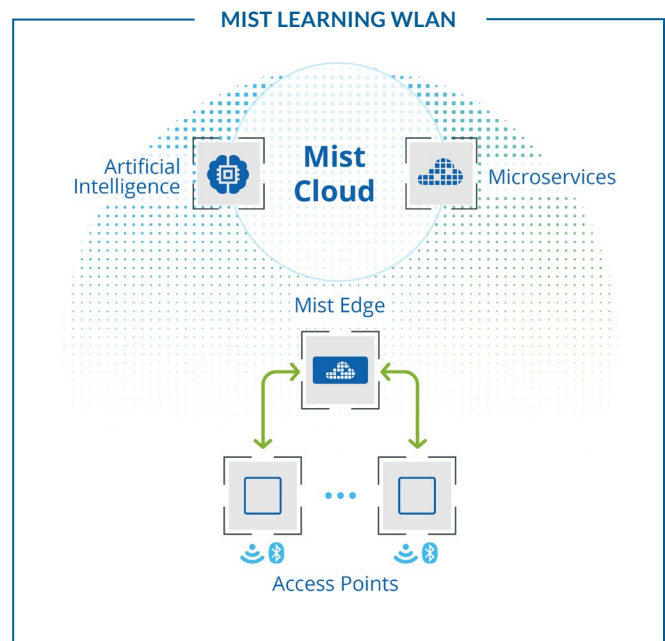 MIST LEARNING WLAN
Mist
Cloud
Artificial
Intelligence
Microservices
Mist Edge
Access Points